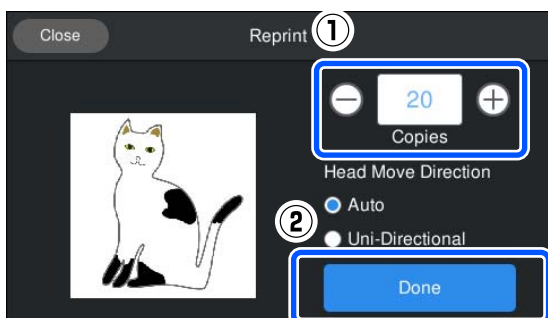 Close
Reprint
①
20
Copies
Head Move Direction
Auto
②
Uni-Directional
Done